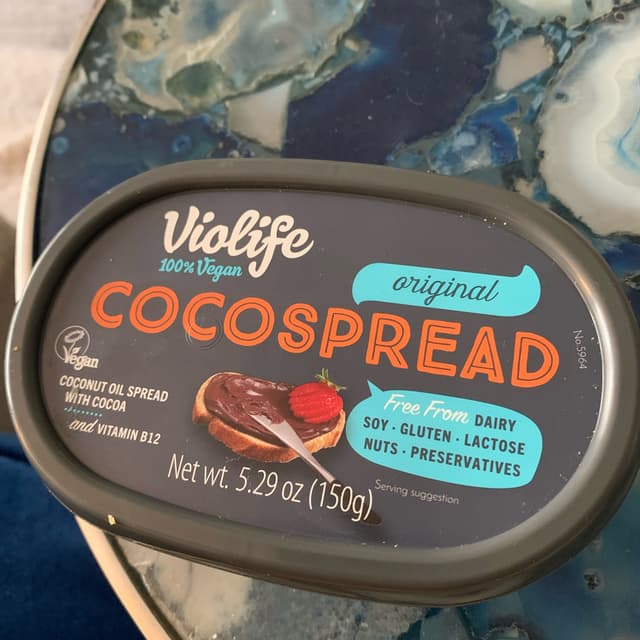 Violife
100% Vegan
original
COCOSPREAD
Vegan
COCONUT OIL SPREAD
WITH COCOA
and VITAMIN B12
Free From DAIRY
SOY · GLUTEN · LACTOSE
NUTS · PRESERVATIVES
Net wt. 5.29 oz (150g)
Serving suggestion
No 5964